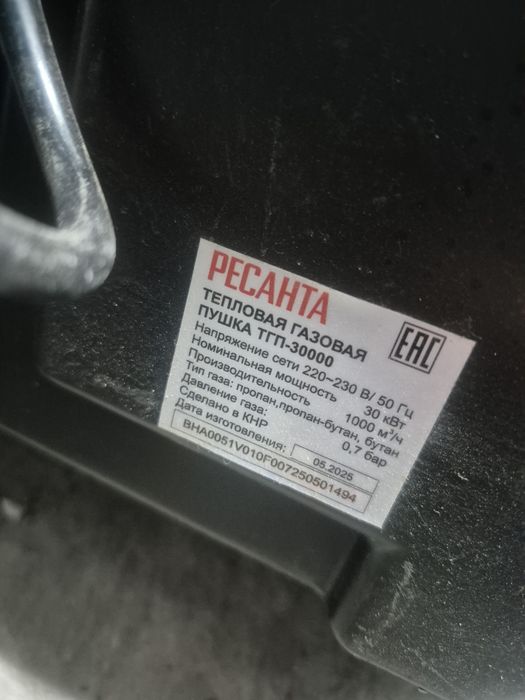 РЕСАНТА
ТЕПЛОВАЯ ГАЗОВАЯ
ПУШКА ТГП-30000
EAC
Напряжение сети 220~230 В/ 50 Гц
Номинальная мощность 30 кВт
Производительность 1000 м³/ч
Тип газа: пропан,пропан-бутан, бутан
Давление газа: 0,7 бар
Сделано в КНР
Дата изготовления: 05.2025
BHA0051V010F007250501494